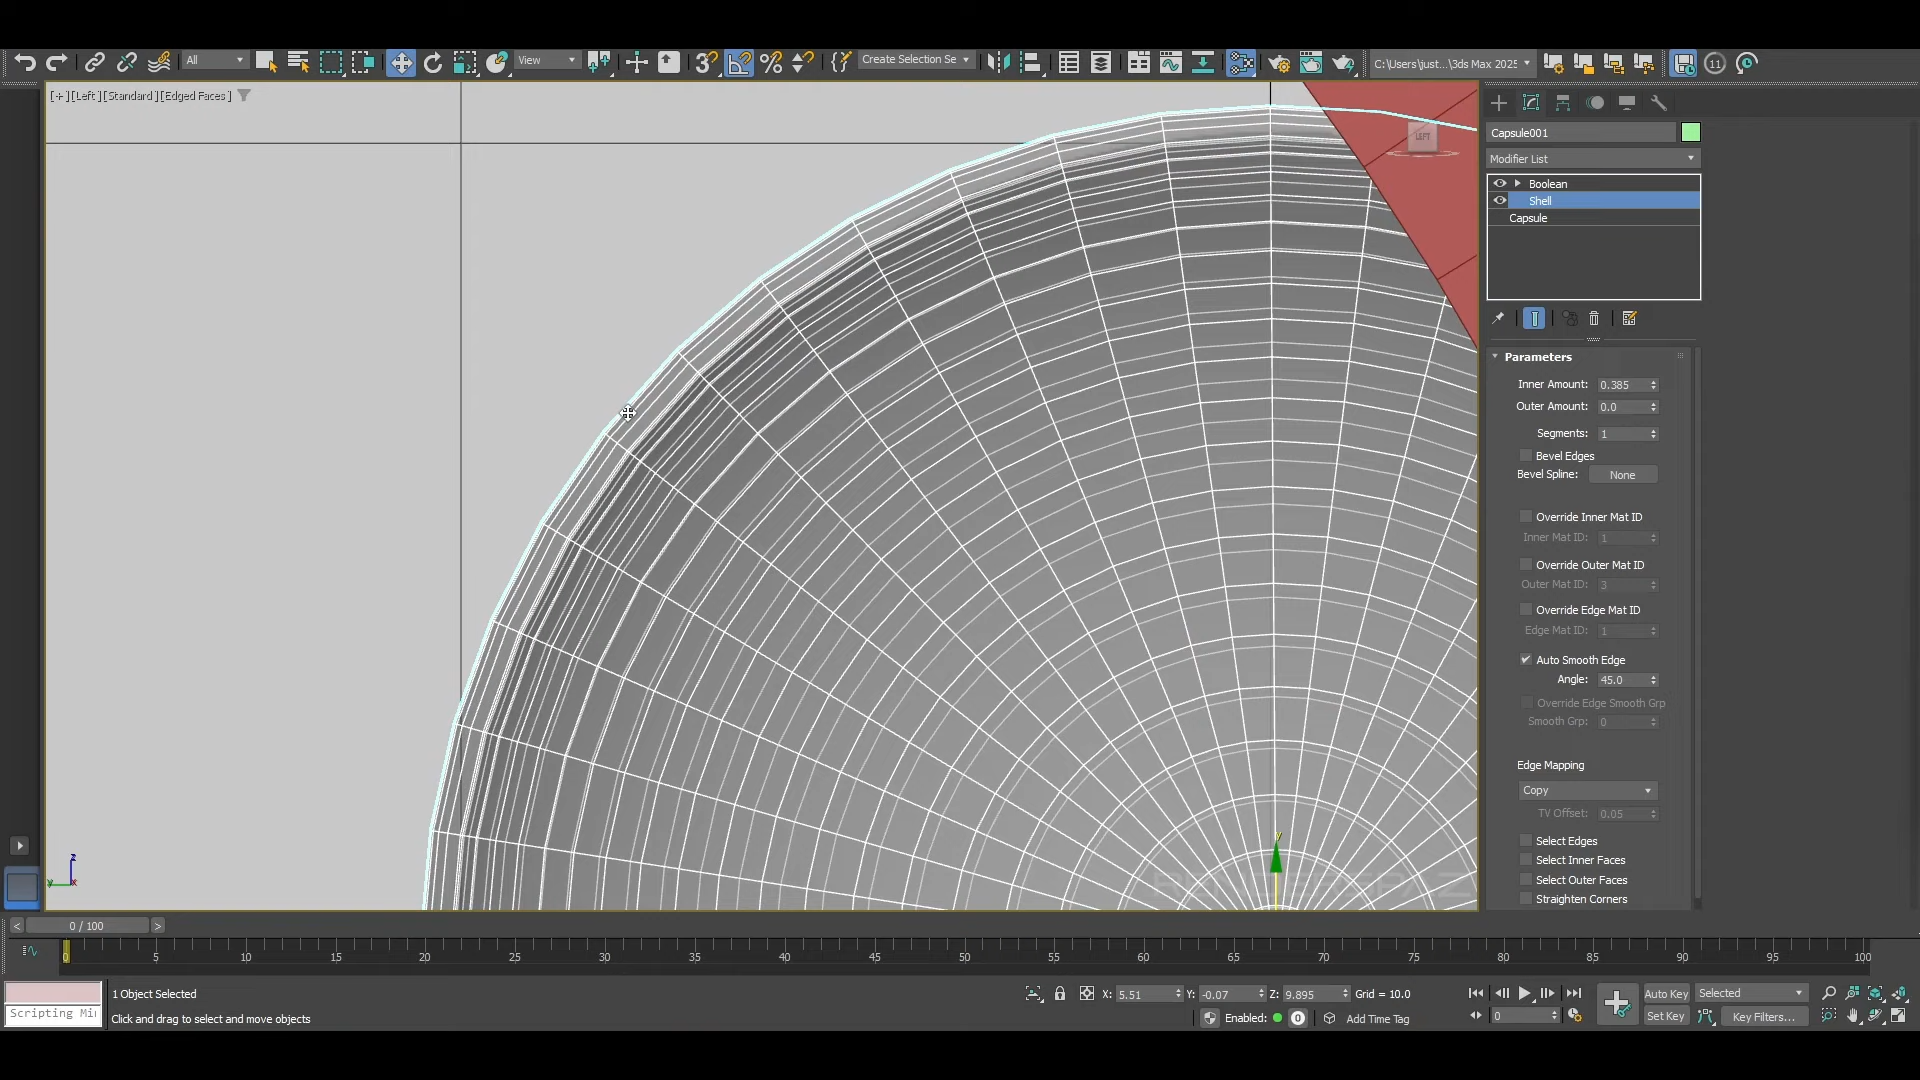 All
View
3
Create Selection Se
C:\Users\just...\3ds Max 2025
11
[+][Left][Standard][Edged Faces]
LEFT
Capsule001
Modifier List
Boolean
Shell
Capsule
Parameters
Inner Amount: 0.385
Outer Amount: 0.0
Segments: 1
Bevel Edges
Bevel Spline: None
Override Inner Mat ID
Inner Mat ID: 1
Override Outer Mat ID
Outer Mat ID: 3
Override Edge Mat ID
Edge Mat ID: 1
Auto Smooth Edge
Angle: 45.0
Override Edge Smooth Grp
Smooth Grp: 0
Edge Mapping
Copy
TV Offset: 0.05
Select Edges
Select Inner Faces
Select Outer Faces
Straighten Corners
z
y x
y
< 0 / 100 >
0 5 10 15 20 25 30 35 40 45 50 55 60 65 70 75 80 85 90 95 100
1 Object Selected
X: 5.51 Y: -0.07 Z: 9.895 Grid = 10.0
Auto Key Selected
Scripting Mi
Click and drag to select and move objects
Enabled: 0 Add Time Tag
0
Set Key Key Filters...